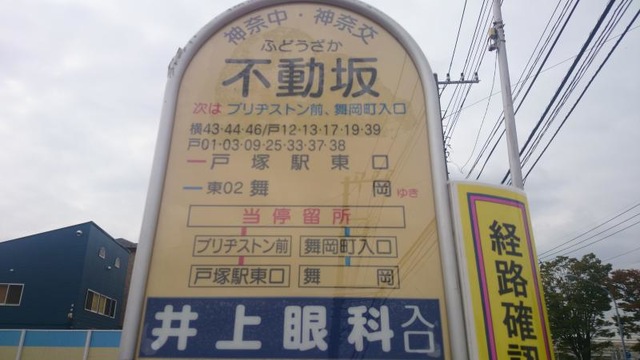 神奈中・神奈交
ふどうざか
不動坂
次は ブリヂストン前、舞岡町入口
横43・44・46/戸12・13・17・19・39
戸01・03・09・25・33・37・38
戸塚駅東口
東02 舞岡 ゆき
当停留所
ブリヂストン前 舞岡町入口
戸塚駅東口 舞岡
井上眼科入口
経路確認